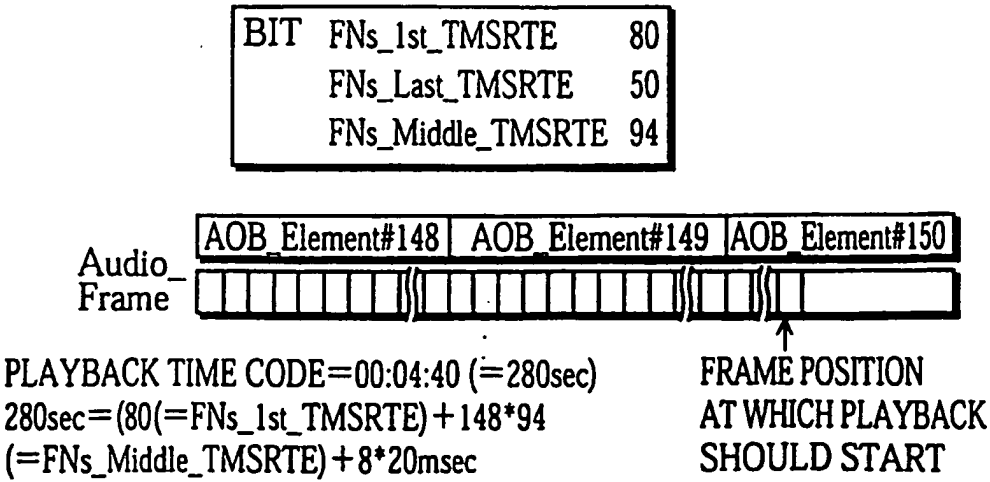 BIT FNs_1st_TMSRTE 80
FNs_Last_TMSRTE 50
FNs_Middle_TMSRTE 94
AOB_Element#148 AOB_Element#149 AOB_Element#150
Audio_
Frame
PLAYBACK TIME CODE=00:04:40 (=280sec)
280sec=(80(=FNs_1st_TMSRTE)+148*94
(=FNs_Middle_TMSRTE)+8*20msec
FRAME POSITION
AT WHICH PLAYBACK
SHOULD START